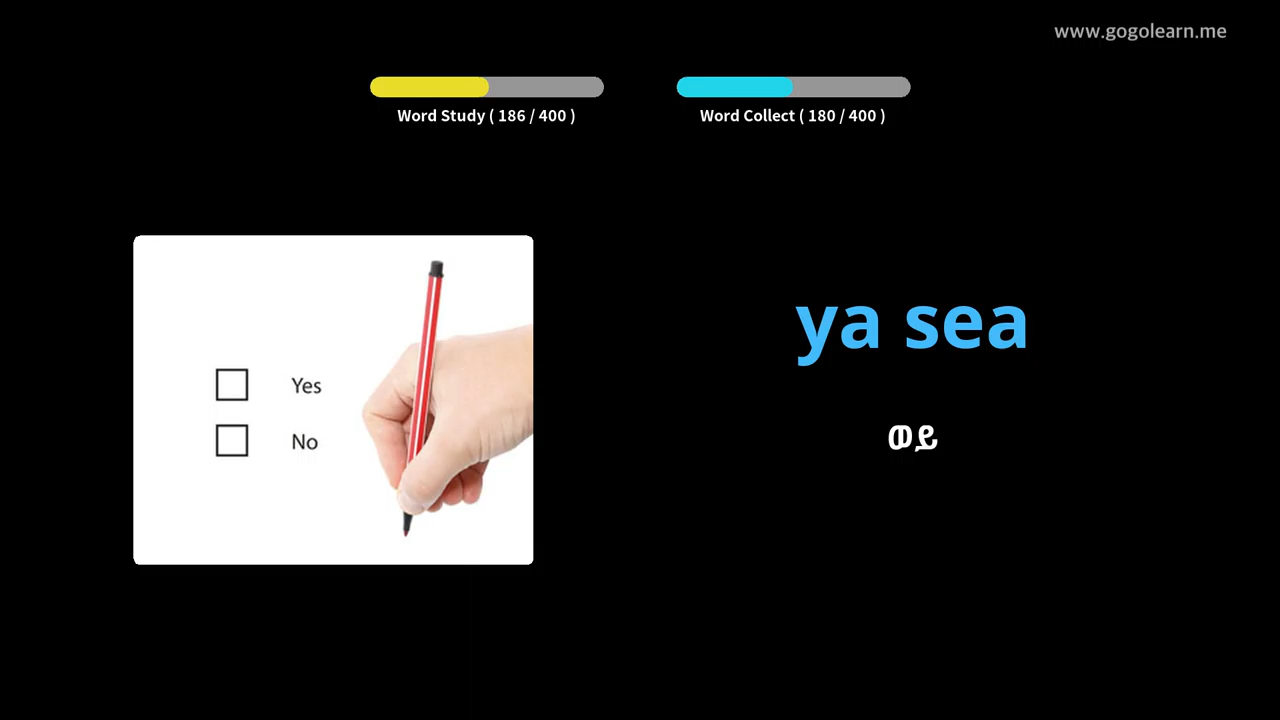 www.gogolearn.me
Word Study ( 186 / 400 )
Word Collect ( 180 / 400 )
Yes
No
ya sea
ወይ